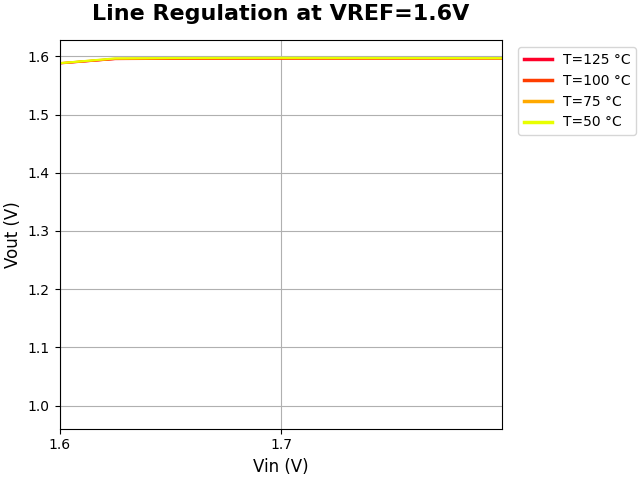 Line Regulation at VREF=1.6V
T=125 °C
T=100 °C
T=75 °C
T=50 °C
Vout (V)
1.6
1.5
1.4
1.3
1.2
1.1
1.0
1.6
1.7
Vin (V)